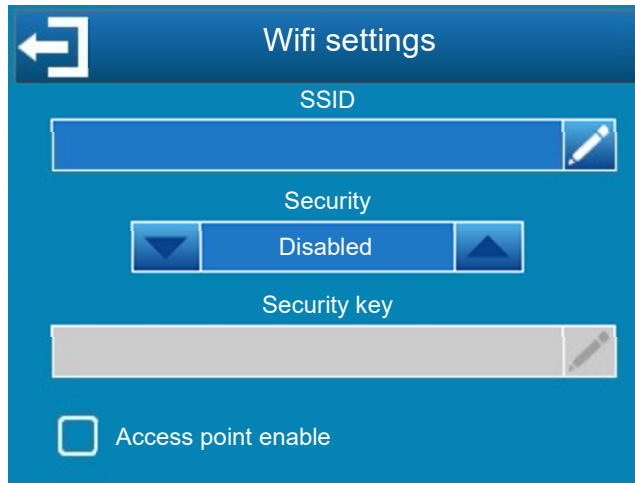 Wifi settings
SSID
Security
Disabled
Security key
Access point enable